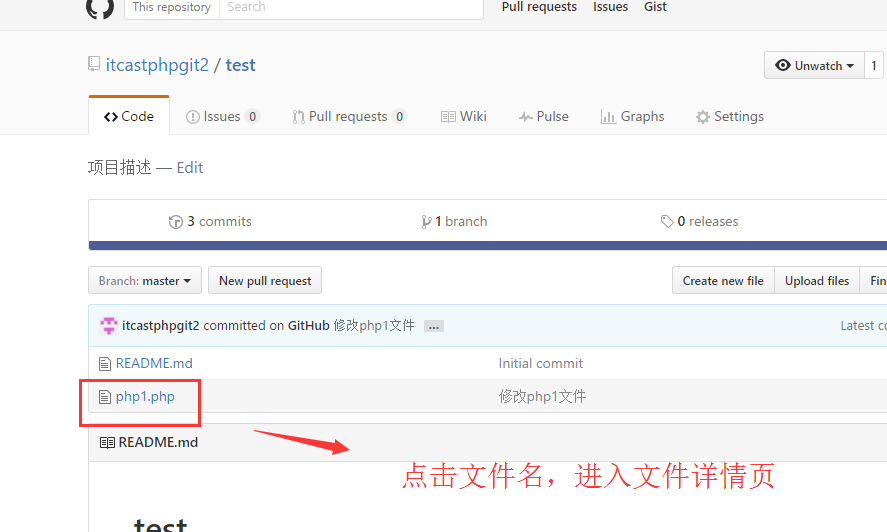 This repository Search Pull requests Issues Gist
itcastphpgit2 / test Unwatch 1
Code Issues 0 Pull requests 0 Wiki Pulse Graphs Settings
项目描述 — Edit
3 commits 1 branch 0 releases
Branch: master New pull request Create new file Upload files Fin
itcastphpgit2 committed on GitHub 修改php1文件 … Latest co
README.md Initial commit
php1.php 修改php1文件
README.md
点击文件名，进入文件详情页
test